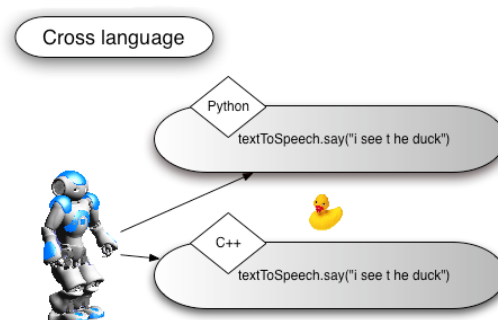 Cross language
Python
textToSpeech.say("i see t he duck")
C++
textToSpeech.say("i see t he duck")